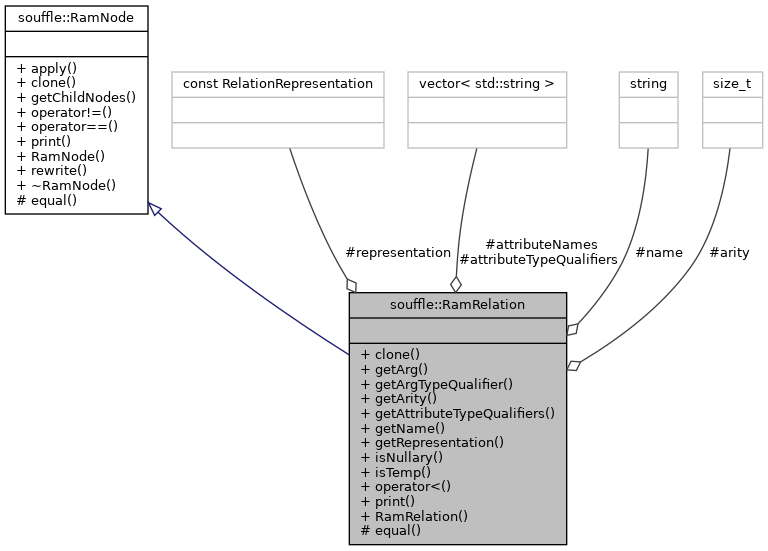 souffle::RamNode
+ apply()
+ clone()
+ getChildNodes()
+ operator!=()
+ operator==()
+ print()
+ RamNode()
+ rewrite()
+ ~RamNode()
# equal()
const RelationRepresentation
vector< std::string >
string
size_t
#representation
#attributeNames
#attributeTypeQualifiers
#name
#arity
souffle::RamRelation
+ clone()
+ getArg()
+ getArgTypeQualifier()
+ getArity()
+ getAttributeTypeQualifiers()
+ getName()
+ getRepresentation()
+ isNullary()
+ isTemp()
+ operator<()
+ print()
+ RamRelation()
# equal()